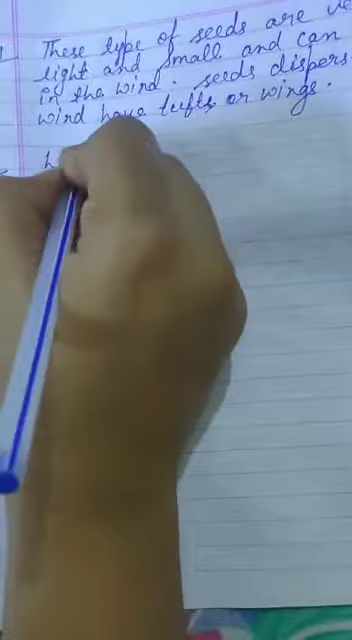 These type of seeds are
light and small and can
in the wind. seeds dispers
wind have tufts or wings.
h